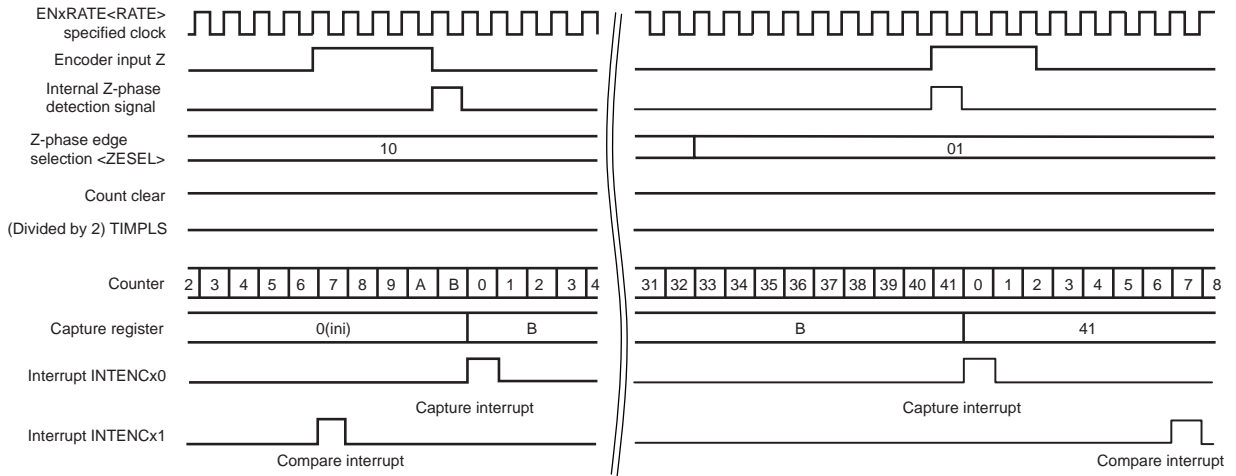 ENxRATE<RATE>
specified clock
Encoder input Z
Internal Z-phase
detection signal
Z-phase edge
selection <ZESEL>
10
01
Count clear
(Divided by 2) TIMPLS
Counter
2 3 4 5 6 7 8 9 A B 0 1 2 3 4
31 32 33 34 35 36 37 38 39 40 41 0 1 2 3 4 5 6 7 8
Capture register
0(ini)
B
B
41
Interrupt INTENCx0
Capture interrupt
Capture interrupt
Interrupt INTENCx1
Compare interrupt
Compare interrupt